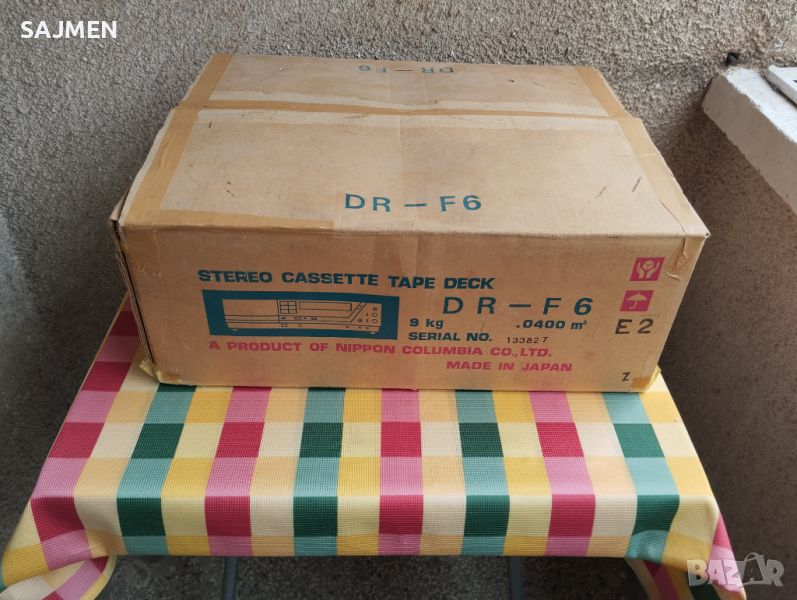 SAJMEN
DR-F6
DR-F6
STEREO CASSETTE TAPE DECK
DR-F6
9 kg .0400 m³
SERIAL NO. 133827
E2
A PRODUCT OF NIPPON COLUMBIA CO., LTD.
MADE IN JAPAN
Z
BAZAR